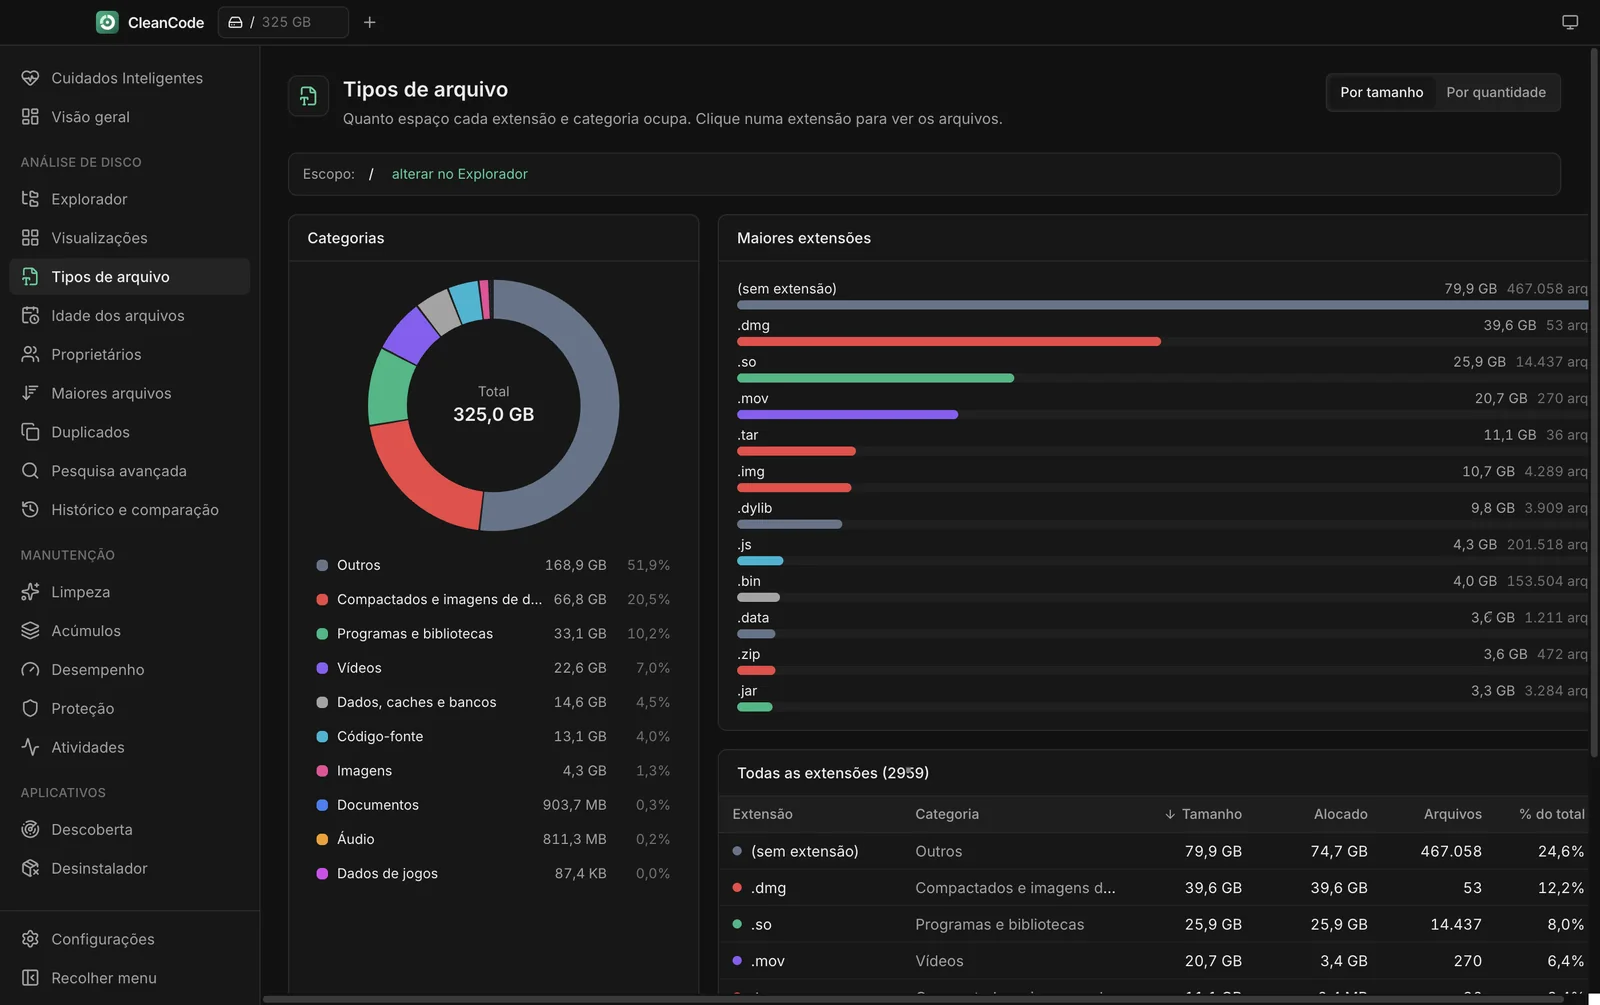 CleanCode
/ 325 GB
Cuidados Inteligentes
Visão geral
ANÁLISE DE DISCO
Explorador
Visualizações
Tipos de arquivo
Idade dos arquivos
Proprietários
Maiores arquivos
Duplicados
Pesquisa avançada
Histórico e comparação
MANUTENÇÃO
Limpeza
Acúmulos
Desempenho
Proteção
Atividades
APLICATIVOS
Descoberta
Desinstalador
Configurações
Recolher menu
Tipos de arquivo
Quanto espaço cada extensão e categoria ocupa. Clique numa extensão para ver os arquivos.
Por tamanho Por quantidade
Escopo: / alterar no Explorador
Categorias
Total
325,0 GB
Outros 168,9 GB 51,9%
Compactados e imagens de d... 66,8 GB 20,5%
Programas e bibliotecas 33,1 GB 10,2%
Vídeos 22,6 GB 7,0%
Dados, caches e bancos 14,6 GB 4,5%
Código-fonte 13,1 GB 4,0%
Imagens 4,3 GB 1,3%
Documentos 903,7 MB 0,3%
Áudio 811,3 MB 0,2%
Dados de jogos 87,4 KB 0,0%
Maiores extensões
(sem extensão) 79,9 GB 467.058 arq
.dmg 39,6 GB 53 arq
.so 25,9 GB 14.437 arq
.mov 20,7 GB 270 arq
.tar 11,1 GB 36 arq
.img 10,7 GB 4.289 arq
.dylib 9,8 GB 3.909 arq
.js 4,3 GB 201.518 arq
.bin 4,0 GB 153.504 arq
.data 3,6 GB 1.211 arq
.zip 3,6 GB 472 arq
.jar 3,3 GB 3.284 arq
Todas as extensões (2959)
Extensão Categoria ↓ Tamanho Alocado Arquivos % do total
(sem extensão) Outros 79,9 GB 74,7 GB 467.058 24,6%
.dmg Compactados e imagens d... 39,6 GB 39,6 GB 53 12,2%
.so Programas e bibliotecas 25,9 GB 25,9 GB 14.437 8,0%
.mov Vídeos 20,7 GB 3,4 GB 270 6,4%